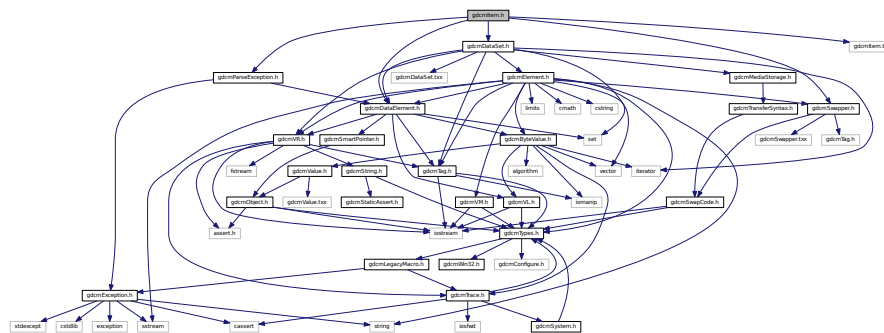 gdcmItem.h
gdcmDataSet.h
gdcmItem.t
gdcmParseException.h
gdcmDataSet.txx
gdcmElement.h
gdcmMediaStorage.h
gdcmDataElement.h
limits
cmath
cstring
gdcmTransferSyntax.h
gdcmSwapper.h
gdcmVR.h
gdcmSmartPointer.h
gdcmByteValue.h
set
gdcmSwapper.txx
gdcmTag.h
fstream
gdcmValue.h
gdcmString.h
gdcmTag.h
algorithm
vector
iterator
gdcmObject.h
gdcmValue.txx
gdcmStaticAssert.h
gdcmVM.h
gdcmVL.h
iomanip
gdcmSwapCode.h
assert.h
iostream
gdcmTypes.h
gdcmLegacyMacro.h
gdcmWin32.h
gdcmConfigure.h
gdcmException.h
gdcmTrace.h
stdexcept
cstdlib
exception
sstream
cassert
string
iosfwd
gdcmSystem.h